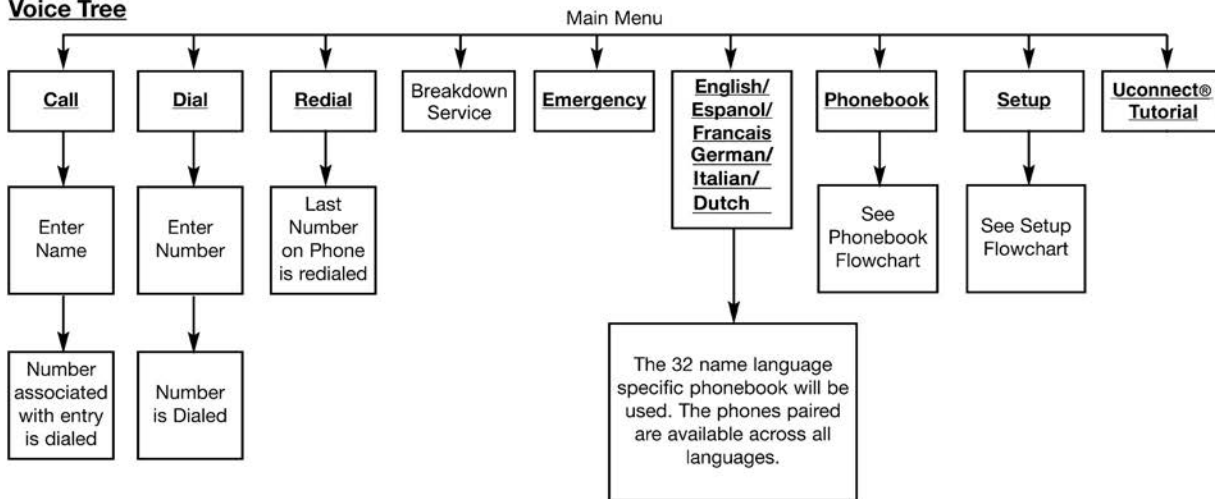 Voice Tree
Main Menu
Call
Dial
Redial
Breakdown
Service
Emergency
English/
Espanol/
Francais
German/
Italian/
Dutch
Phonebook
Setup
Uconnect®
Tutorial
Enter
Name
Enter
Number
Last
Number
on Phone
is redialed
See
Phonebook
Flowchart
See Setup
Flowchart
Number
associated
with entry
is dialed
Number
is Dialed
The 32 name language
specific phonebook will be
used. The phones paired
are available across all
languages.